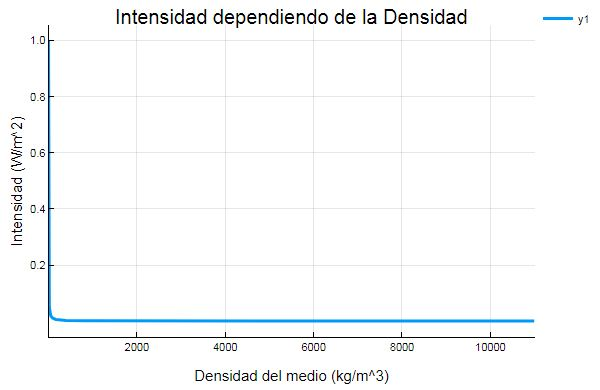 Intensidad dependiendo de la Densidad
y1
1.0
0.8
0.6
0.4
0.2
Intensidad (W/m^2)
2000
4000
6000
8000
10000
Densidad del medio (kg/m^3)